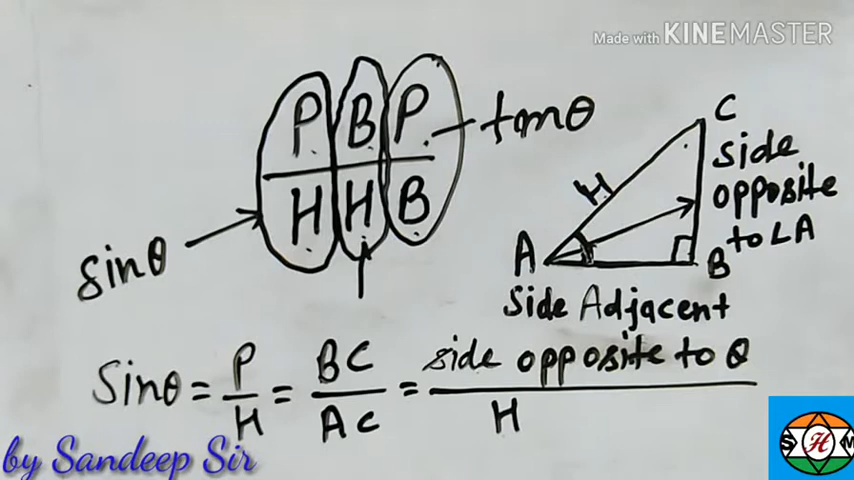 Made with KINEMASTER
P B P
H H B
tanθ
sinθ
C
side
opposite
to ∠A
H
A
B
Side Adjacent
Sinθ = P/H = BC/AC = side opposite to θ/H
by Sandeep Sir
S H M